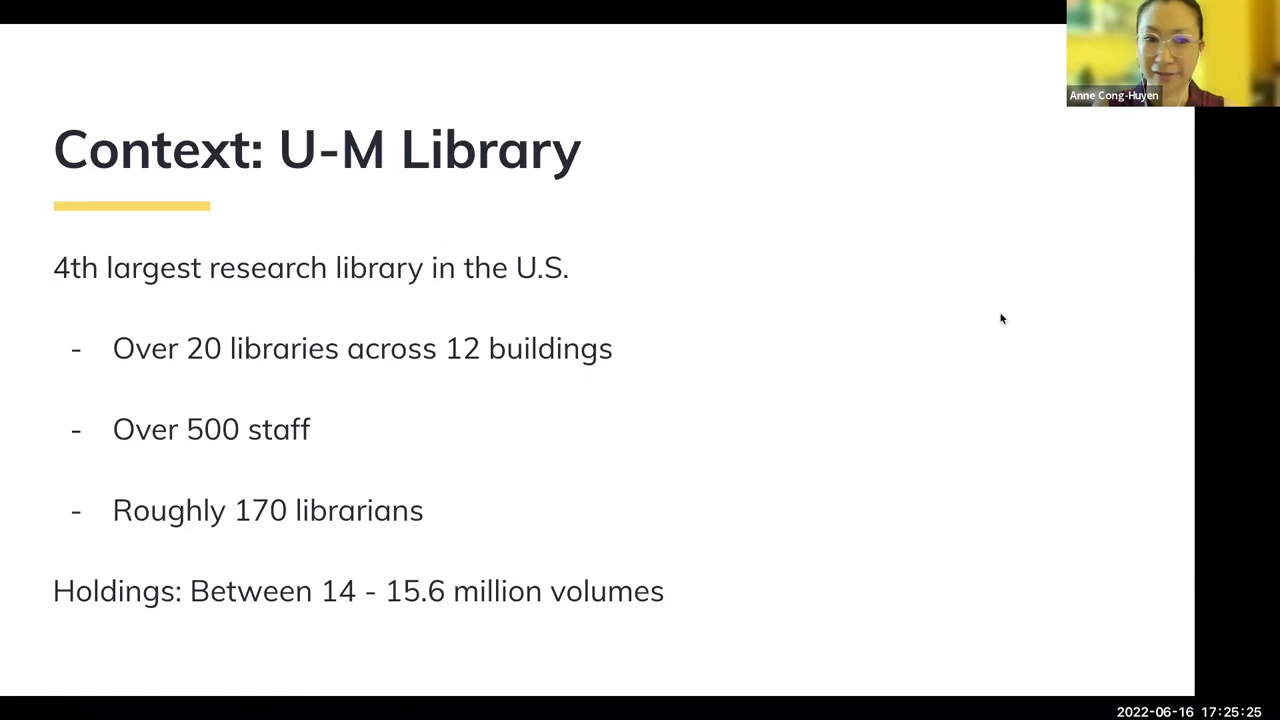 Anne Cong-Huyen
Context: U-M Library
4th largest research library in the U.S.
- Over 20 libraries across 12 buildings
- Over 500 staff
- Roughly 170 librarians
Holdings: Between 14 - 15.6 million volumes
2022-06-16 17:25:25